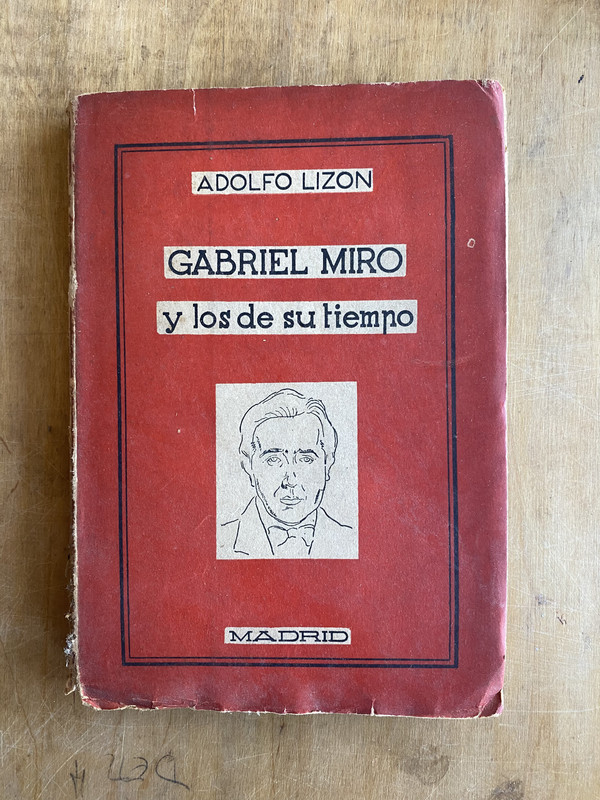 ADOLFO LIZON
GABRIEL MIRO
y los de su tiempo
MADRID